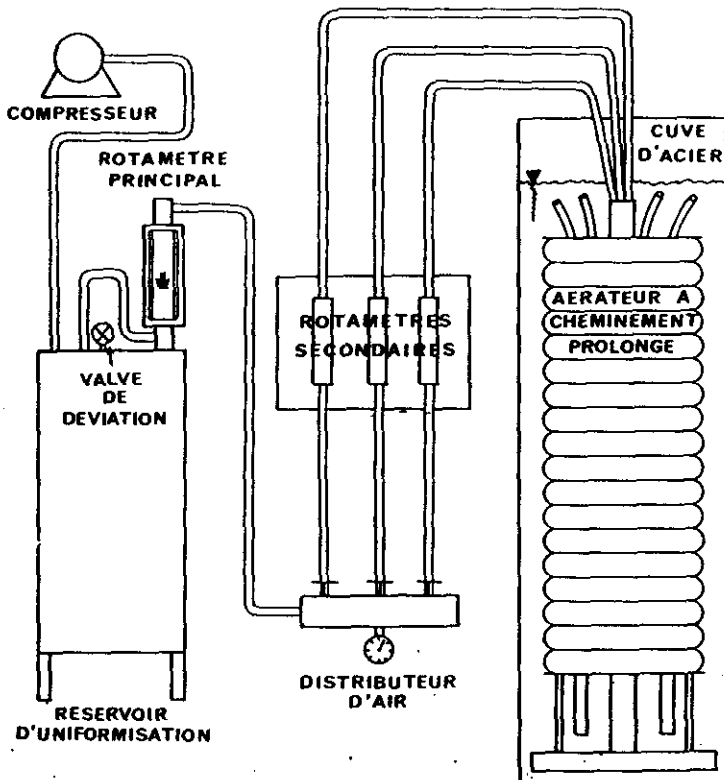 COMPRESSEUR
ROTAMETRE
PRINCIPAL
CUVE
D'ACIER
ROTAMETRES
SECONDAIRES
AERATEUR A
CHEMINEMENT
PROLONGE
VALVE
DE
DEVIATION
DISTRIBUTEUR
D'AIR
RESERVOIR
D'UNIFORMISATION